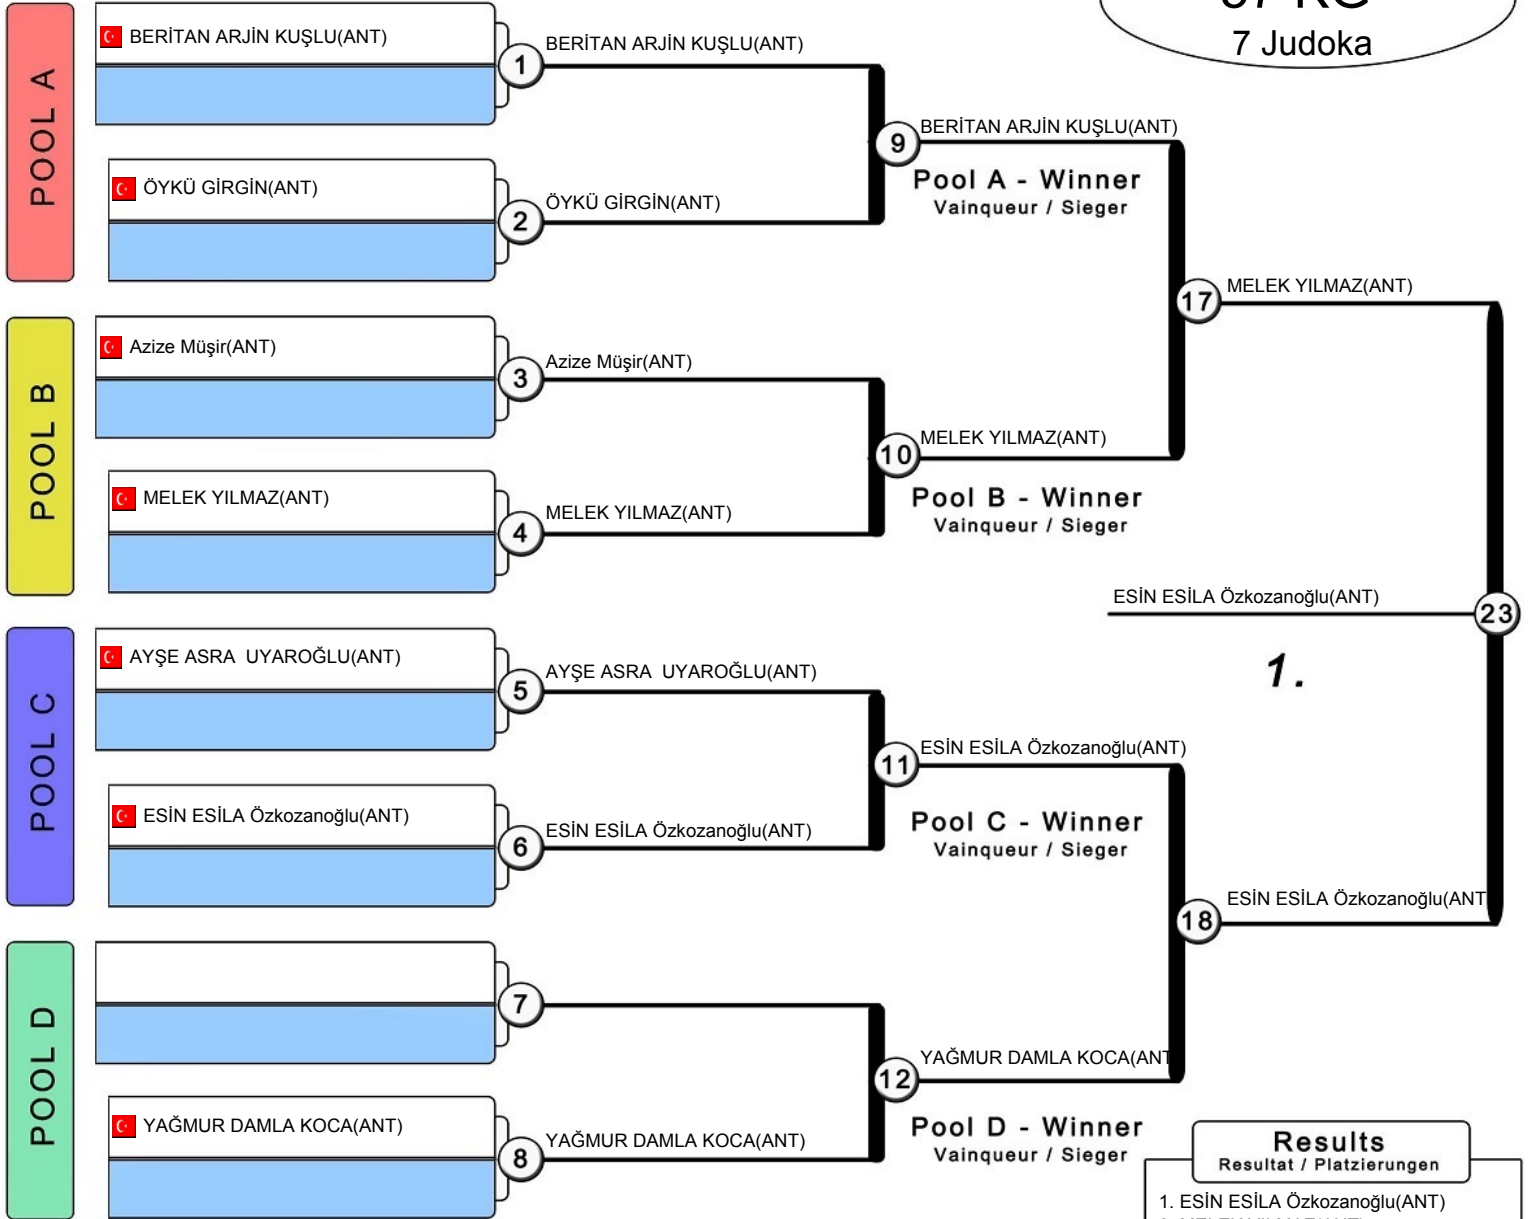 7 Judoka
POOL A
BERİTAN ARJİN KUŞLU(ANT)
1
BERİTAN ARJİN KUŞLU(ANT)
ÖYKÜ GİRGİN(ANT)
2
ÖYKÜ GİRGİN(ANT)
9
BERİTAN ARJİN KUŞLU(ANT)
Pool A - Winner
Vainqueur / Sieger
POOL B
Azize Müşir(ANT)
3
Azize Müşir(ANT)
MELEK YILMAZ(ANT)
4
MELEK YILMAZ(ANT)
10
MELEK YILMAZ(ANT)
Pool B - Winner
Vainqueur / Sieger
17
MELEK YILMAZ(ANT)
ESİN ESİLA Özkozanoğlu(ANT)
23
1.
POOL C
AYŞE ASRA UYAROĞLU(ANT)
5
AYŞE ASRA UYAROĞLU(ANT)
ESİN ESİLA Özkozanoğlu(ANT)
6
ESİN ESİLA Özkozanoğlu(ANT)
11
ESİN ESİLA Özkozanoğlu(ANT)
Pool C - Winner
Vainqueur / Sieger
18
ESİN ESİLA Özkozanoğlu(ANT
POOL D
7
YAĞMUR DAMLA KOCA(ANT)
8
YAĞMUR DAMLA KOCA(ANT)
12
YAĞMUR DAMLA KOCA(ANT
Pool D - Winner
Vainqueur / Sieger
Results
Resultat / Platzierungen
1. ESİN ESİLA Özkozanoğlu(ANT)